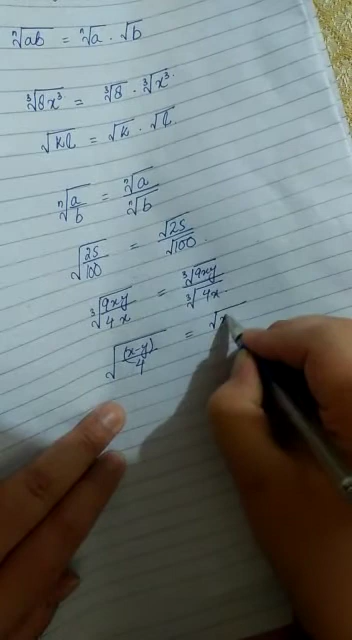 ⁿ√ab = ⁿ√a · √b
³√8x³ = ³√8 · ³√x³
√kl = √k · √l
ⁿ√a/b = ⁿ√a/ⁿ√b
√25/100 = √25/√100
³√9xy/4x = ³√9xy/³√4x
√(x-y)/4 = √